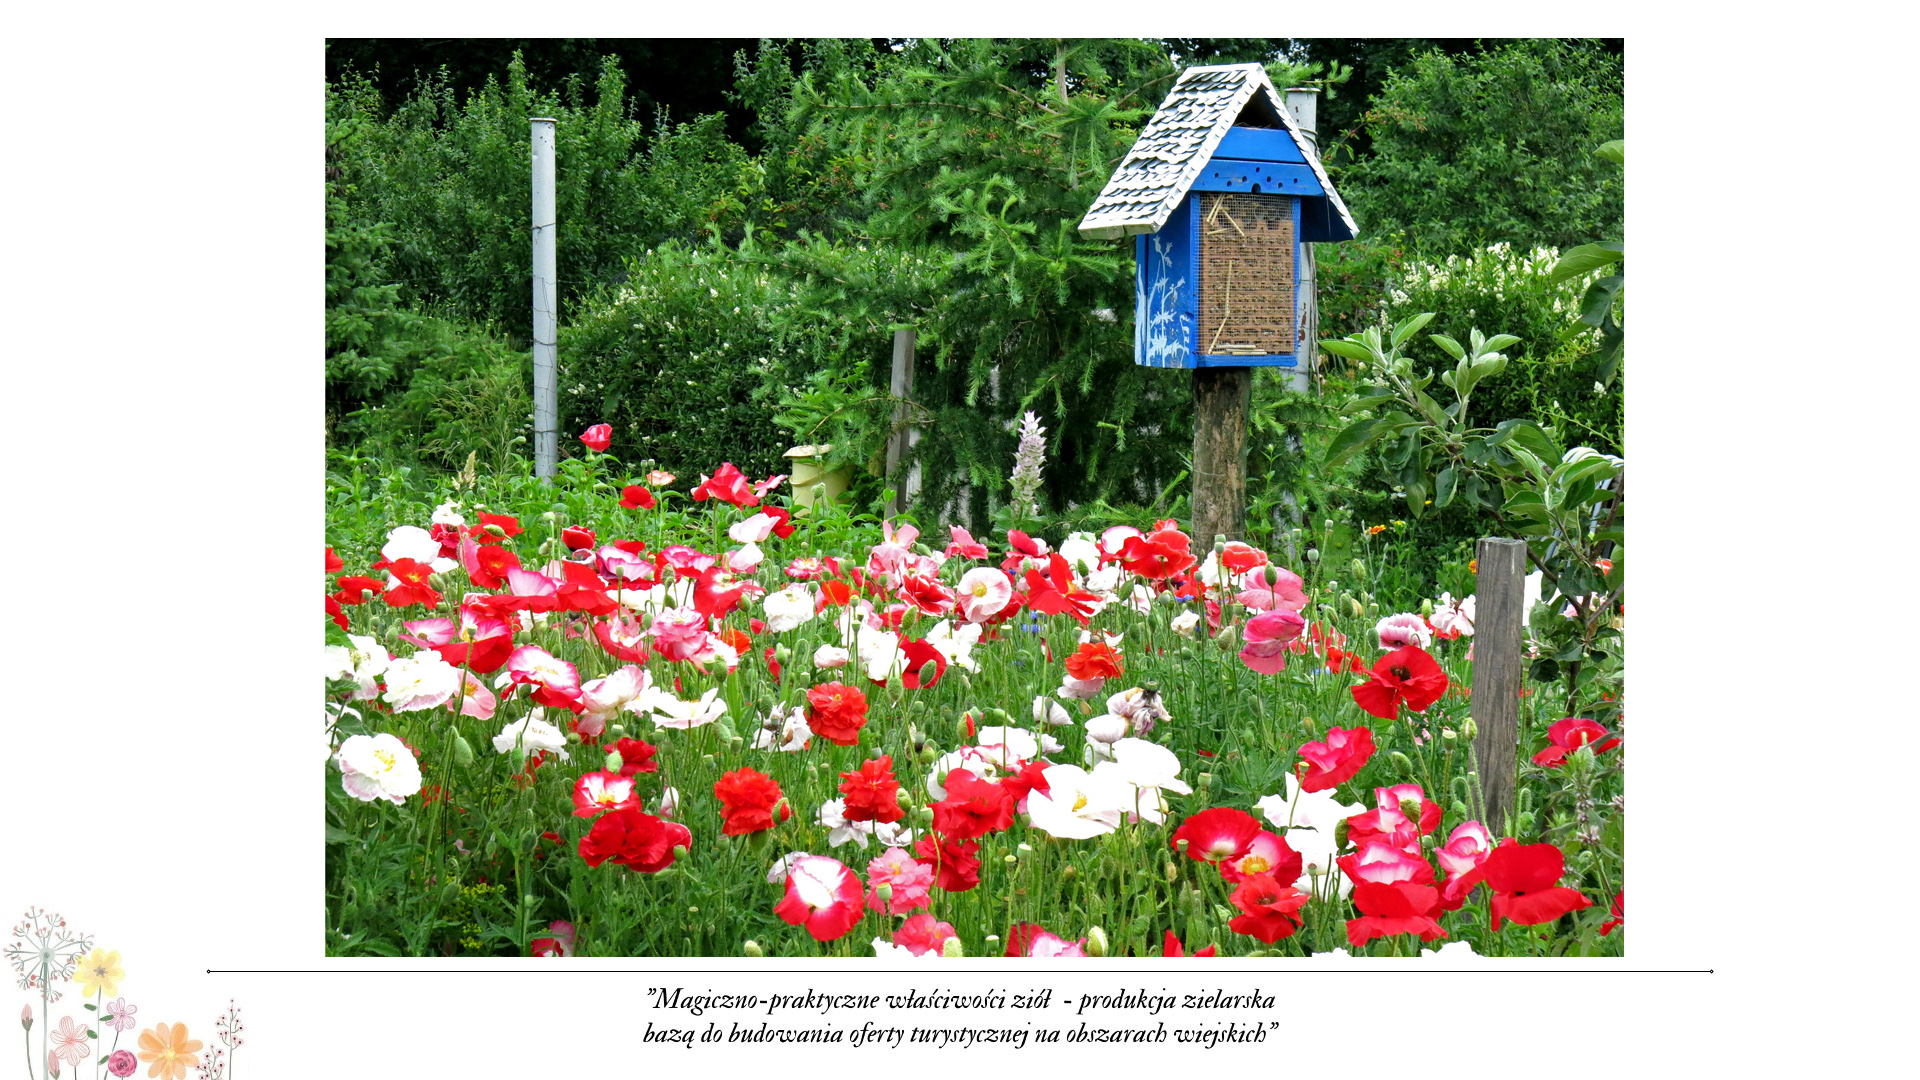 ”Magiczno-praktyczne właściwości ziół - produkcja zielarska
bazą do budowania oferty turystycznej na obszarach wiejskich”